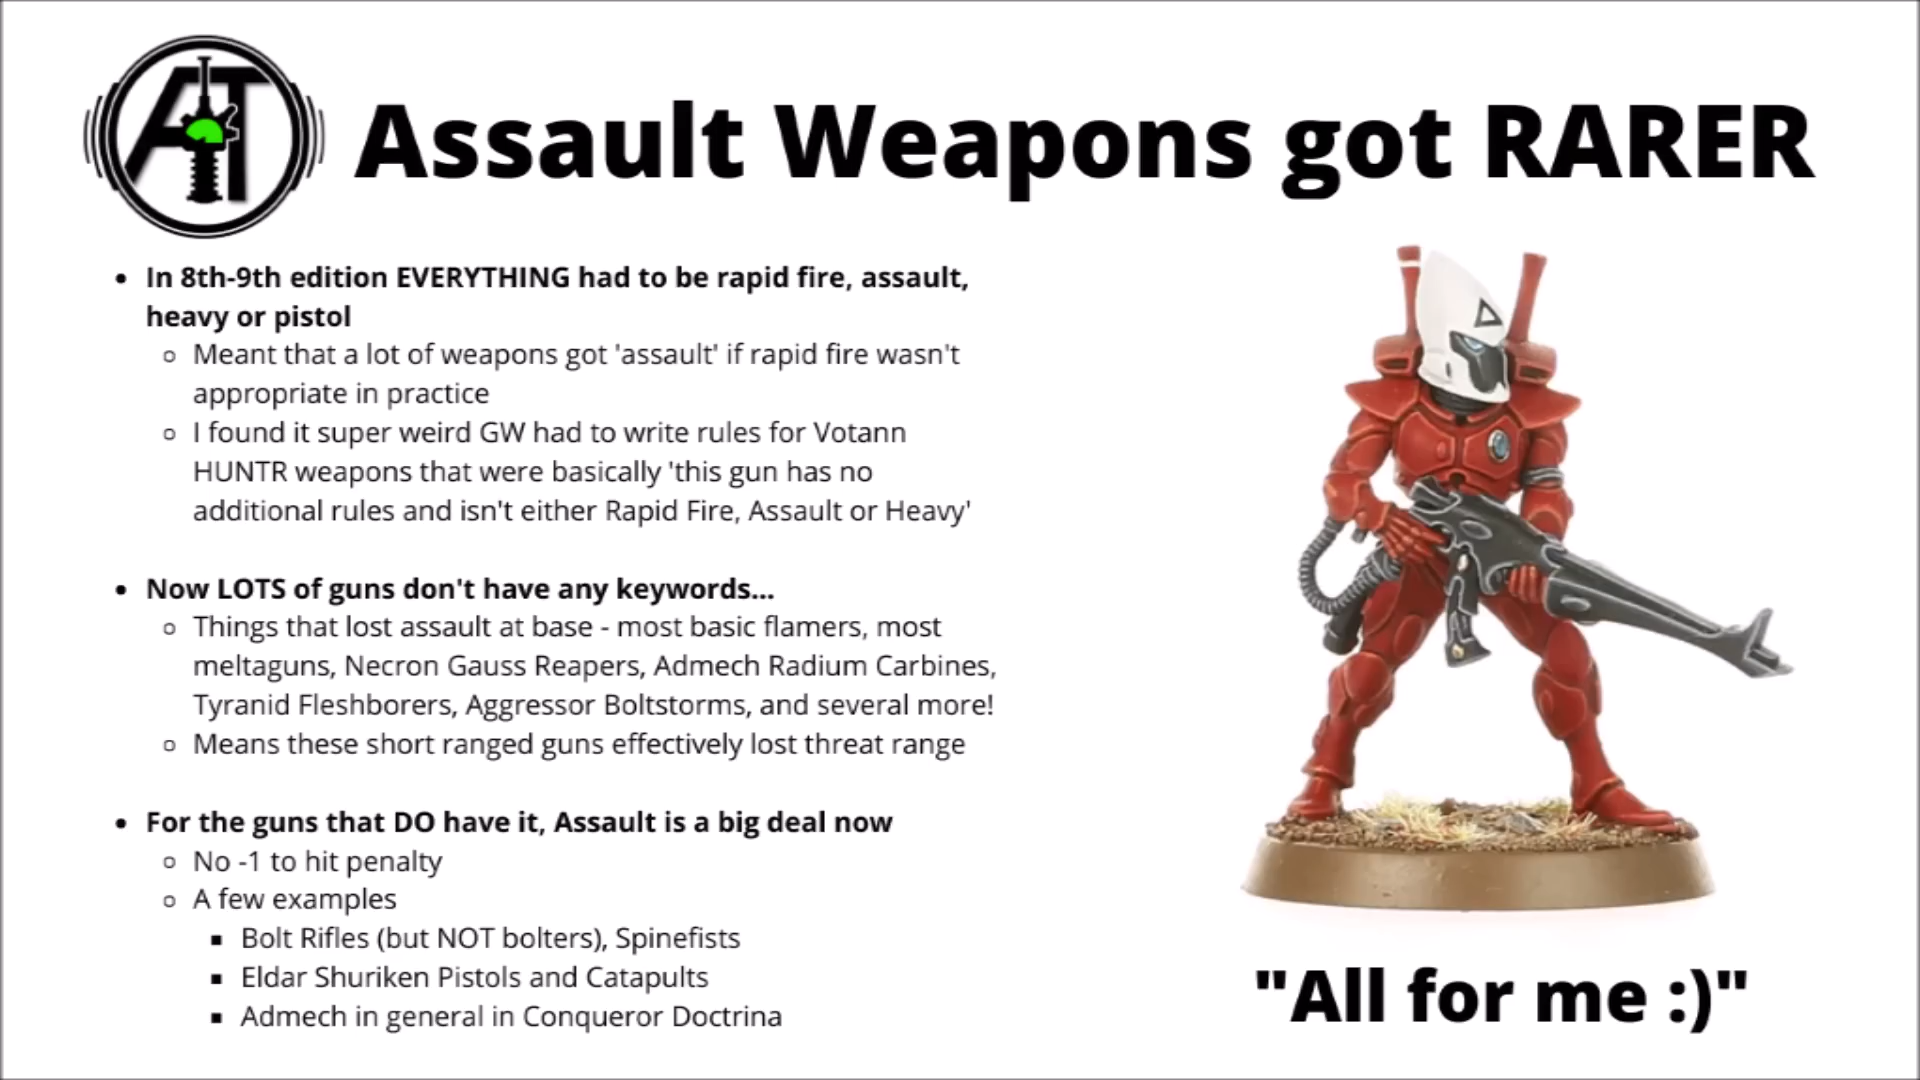 AT
Assault Weapons got RARER
• In 8th-9th edition EVERYTHING had to be rapid fire, assault,
heavy or pistol
○ Meant that a lot of weapons got 'assault' if rapid fire wasn't
appropriate in practice
○ I found it super weird GW had to write rules for Votann
HUNTR weapons that were basically 'this gun has no
additional rules and isn't either Rapid Fire, Assault or Heavy'
• Now LOTS of guns don't have any keywords...
○ Things that lost assault at base - most basic flamers, most
meltaguns, Necron Gauss Reapers, Admech Radium Carbines,
Tyranid Fleshborers, Aggressor Boltstorms, and several more!
○ Means these short ranged guns effectively lost threat range
• For the guns that DO have it, Assault is a big deal now
○ No -1 to hit penalty
○ A few examples
▪ Bolt Rifles (but NOT bolters), Spinefists
▪ Eldar Shuriken Pistols and Catapults
▪ Admech in general in Conqueror Doctrina
"All for me :)"